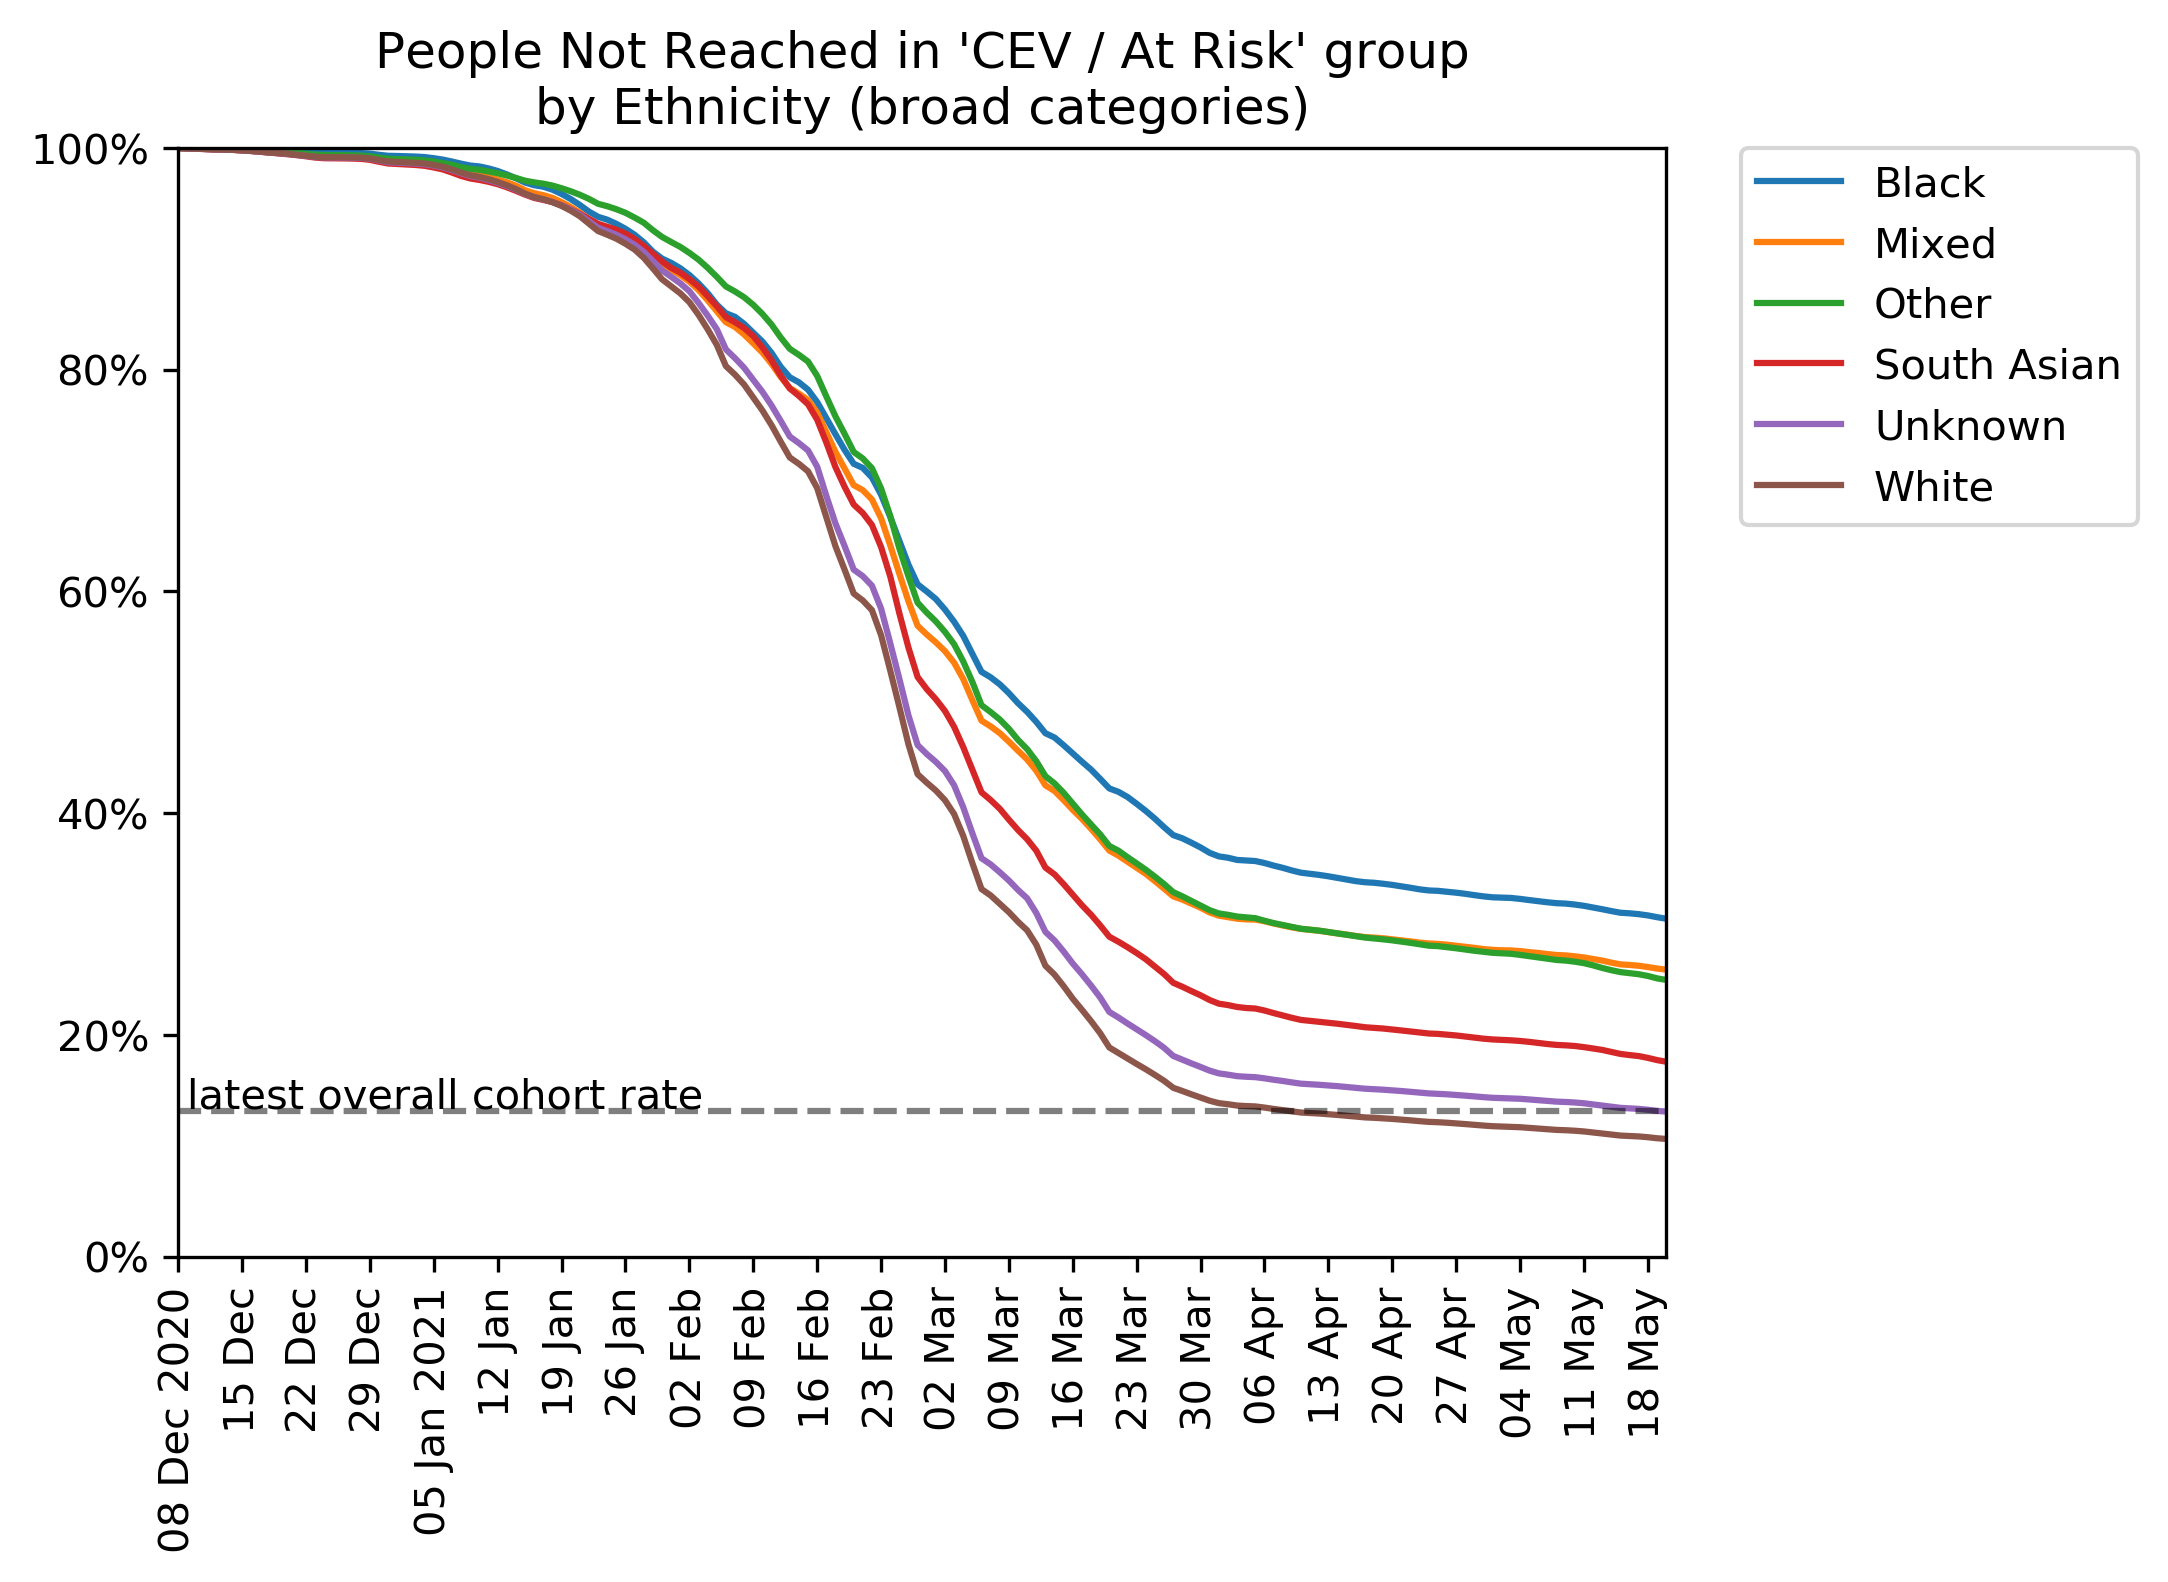 People Not Reached in 'CEV / At Risk' group
by Ethnicity (broad categories)
100%
80%
60%
40%
20%
0%
latest overall cohort rate
08 Dec 2020
15 Dec
22 Dec
29 Dec
05 Jan 2021
12 Jan
19 Jan
26 Jan
02 Feb
09 Feb
16 Feb
23 Feb
02 Mar
09 Mar
16 Mar
23 Mar
30 Mar
06 Apr
13 Apr
20 Apr
27 Apr
04 May
11 May
18 May
Black
Mixed
Other
South Asian
Unknown
White